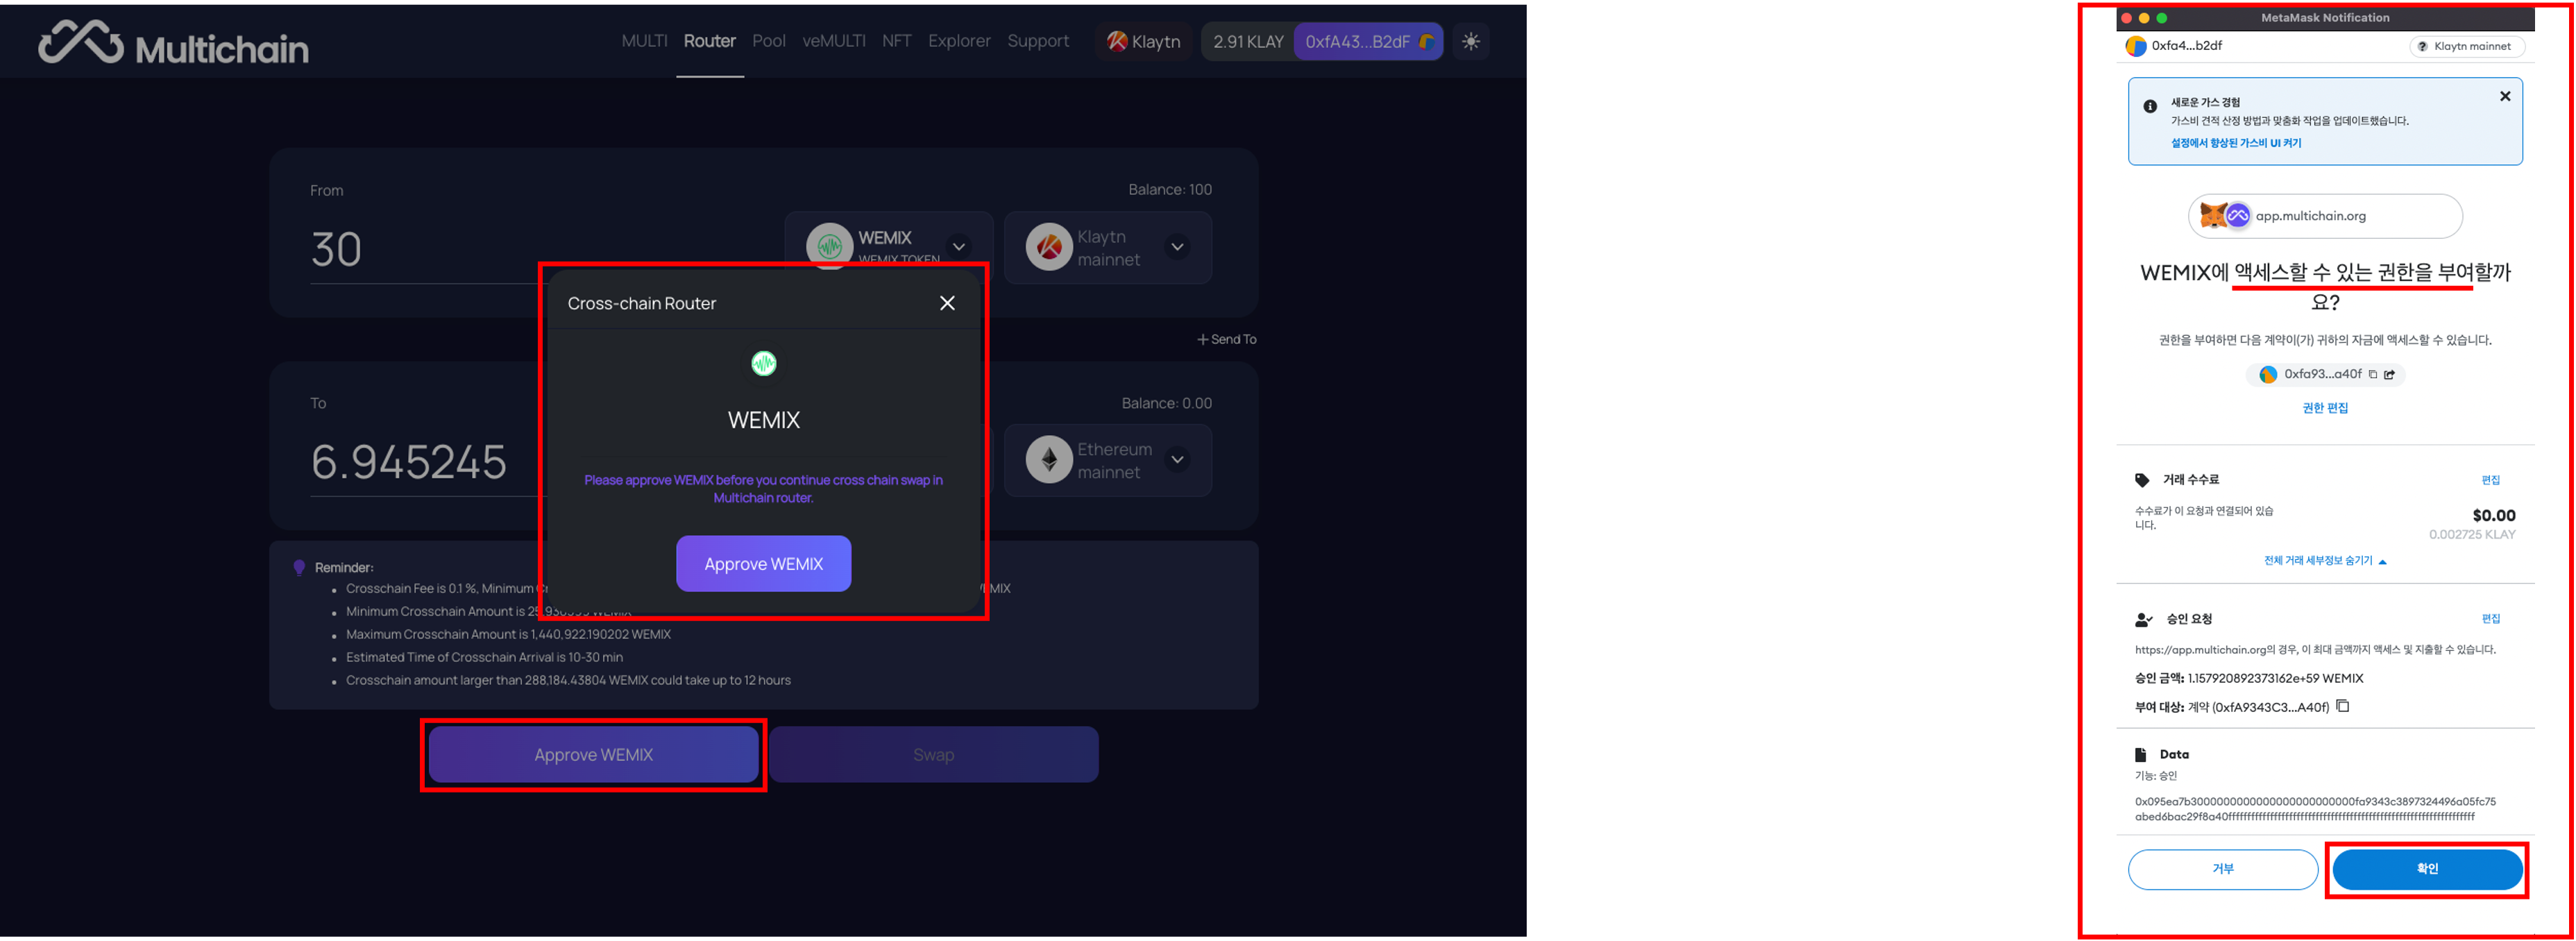 Multichain
MULTI Router Pool veMULTI NFT Explorer Support Klaytn 2.91 KLAY 0xfA43...B2dF
From
Balance: 100
30
WEMIX
WEMIX TOKEN
Klaytn
mainnet
Send To
To
Balance: 0.00
6.945245
Ethereum
mainnet
Cross-chain Router
WEMIX
Please approve WEMIX before you continue cross chain swap in
Multichain router.
Approve WEMIX
Reminder:
Crosschain Fee is 0.1 %, Minimum
Minimum Crosschain Amount is
Maximum Crosschain Amount is 1,440,922.190202 WEMIX
Estimated Time of Crosschain Arrival is 10-30 min
Crosschain amount larger than 288,184.43804 WEMIX could take up to 12 hours
Approve WEMIX
Swap
MetaMask Notification
0xfa4...b2df
Klaytn mainnet
새로운 가스 경험
가스비 견적 산정 방법과 맞춤화 작업을 업데이트했습니다.
설정에서 향상된 가스비 UI 켜기
app.multichain.org
WEMIX에 액세스할 수 있는 권한을 부여할까
요?
권한을 부여하면 다음 계약이(가) 귀하의 자금에 액세스할 수 있습니다.
0xfa93...a40f
권한 편집
거래 수수료
편집
수수료가 이 요청과 연결되어 있습
니다.
$0.00
0.002725 KLAY
전체 거래 세부정보 숨기기
승인 요청
편집
https://app.multichain.org의 경우, 이 최대 금액까지 액세스 및 지출할 수 있습니다.
승인 금액: 1.157920892373162e+59 WEMIX
부여 대상: 계약 (0xfA9343C3...A40f)
Data
기능: 승인
0x095ea7b3000000000000000000000000fa9343c3897324496a05fc75
abed6bac29f8a40fffffffffffffffffffffffffffffffffffffffffffffffffffffffffffffffff
거부
확인